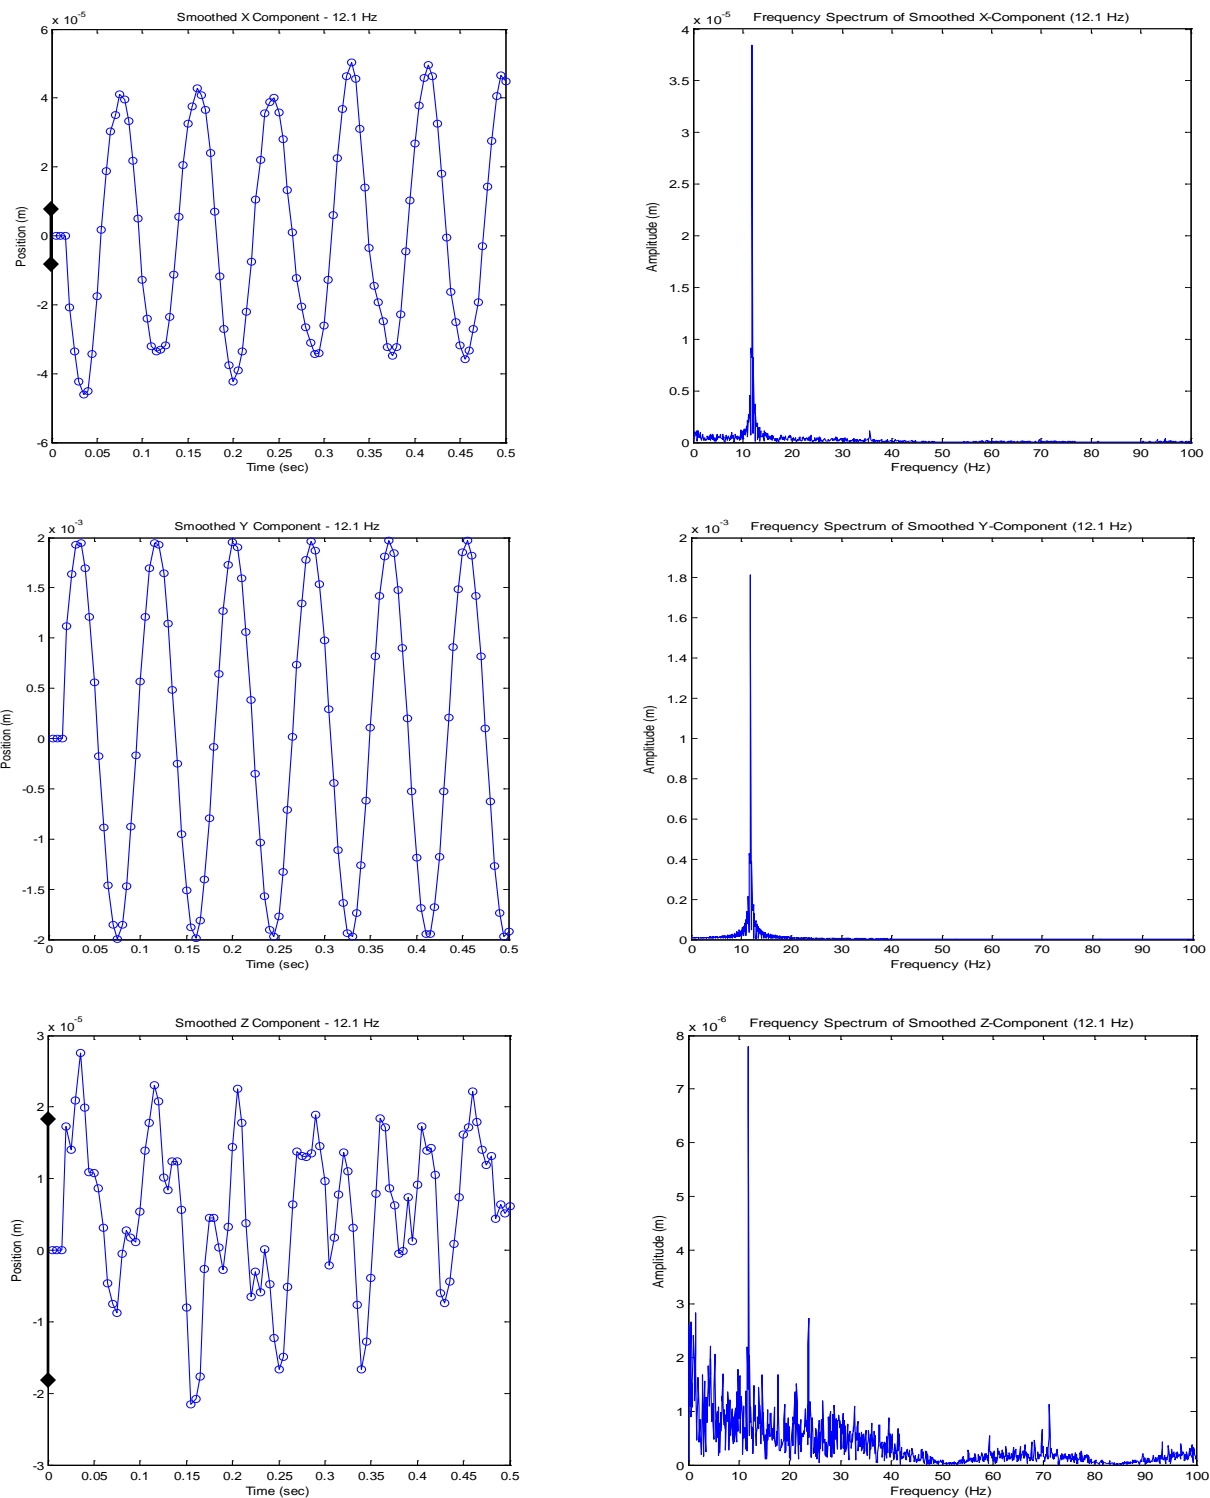 Smoothed X Component - 12.1 Hz
x 10^-5
6
4
2
0
-2
-4
-6
Position (m)
0 0.05 0.1 0.15 0.2 0.25 0.3 0.35 0.4 0.45 0.5
Time (sec)
Frequency Spectrum of Smoothed X-Component (12.1 Hz)
x 10^-5
4
3.5
3
2.5
2
1.5
1
0.5
0
Amplitude (m)
0 10 20 30 40 50 60 70 80 90 100
Frequency (Hz)
Smoothed Y Component - 12.1 Hz
x 10^-3
2
1.5
1
0.5
0
-0.5
-1
-1.5
-2
Position (m)
0 0.05 0.1 0.15 0.2 0.25 0.3 0.35 0.4 0.45 0.5
Time (sec)
Frequency Spectrum of Smoothed Y-Component (12.1 Hz)
x 10^-3
2
1.8
1.6
1.4
1.2
1
0.8
0.6
0.4
0.2
0
Amplitude (m)
0 10 20 30 40 50 60 70 80 90 100
Frequency (Hz)
Smoothed Z Component - 12.1 Hz
x 10^-5
3
2
1
0
-1
-2
-3
Position (m)
0 0.05 0.1 0.15 0.2 0.25 0.3 0.35 0.4 0.45 0.5
Time (sec)
Frequency Spectrum of Smoothed Z-Component (12.1 Hz)
x 10^-6
8
7
6
5
4
3
2
1
0
Amplitude (m)
0 10 20 30 40 50 60 70 80 90 100
Frequency (Hz)